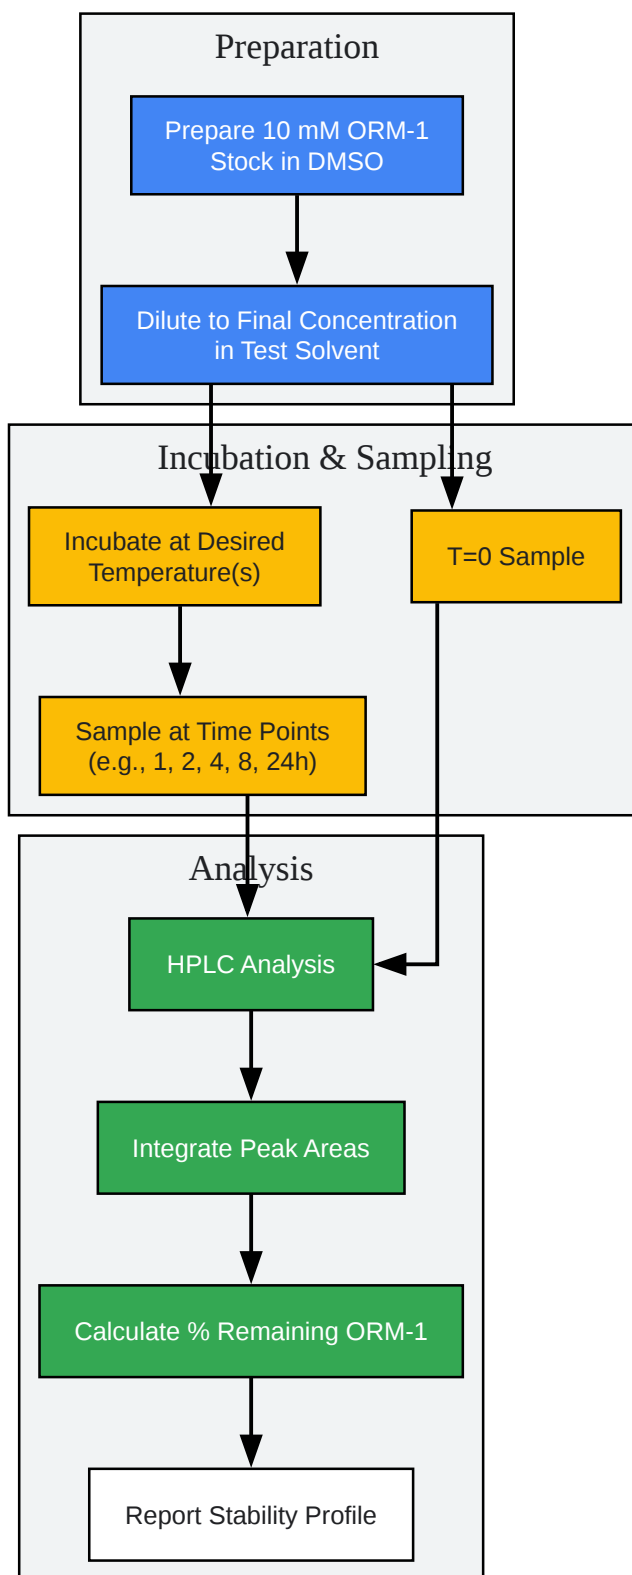 Preparation
Prepare 10 mM ORM-1
Stock in DMSO
Dilute to Final Concentration
in Test Solvent
Incubation & Sampling
Incubate at Desired
Temperature(s)
T=0 Sample
Sample at Time Points
(e.g., 1, 2, 4, 8, 24h)
Analysis
HPLC Analysis
Integrate Peak Areas
Calculate % Remaining ORM-1
Report Stability Profile